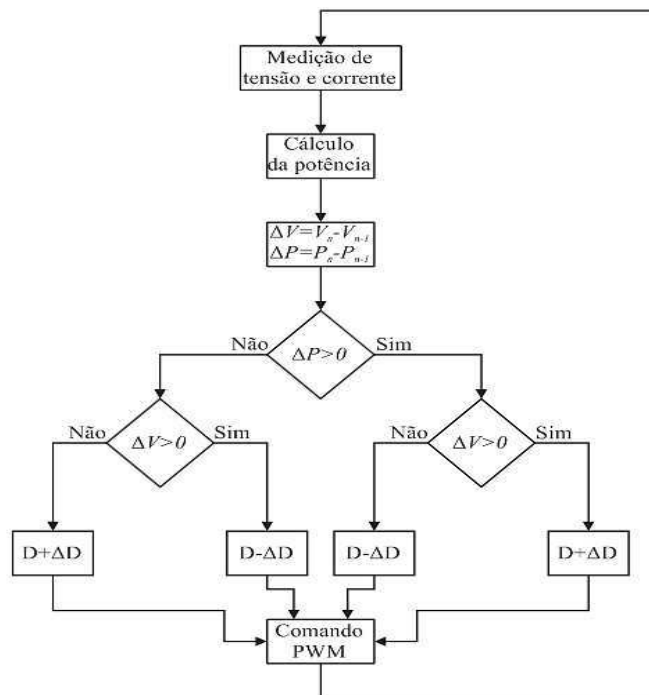 Medição de
tensão e corrente
Cálculo
da potência
ΔV=Vₙ-Vₙ₋₁
ΔP=Pₙ-Pₙ₋₁
Não
ΔP>0
Sim
Não
ΔV>0
Sim
Não
ΔV>0
Sim
D+ΔD
D-ΔD
D-ΔD
D+ΔD
Comando
PWM